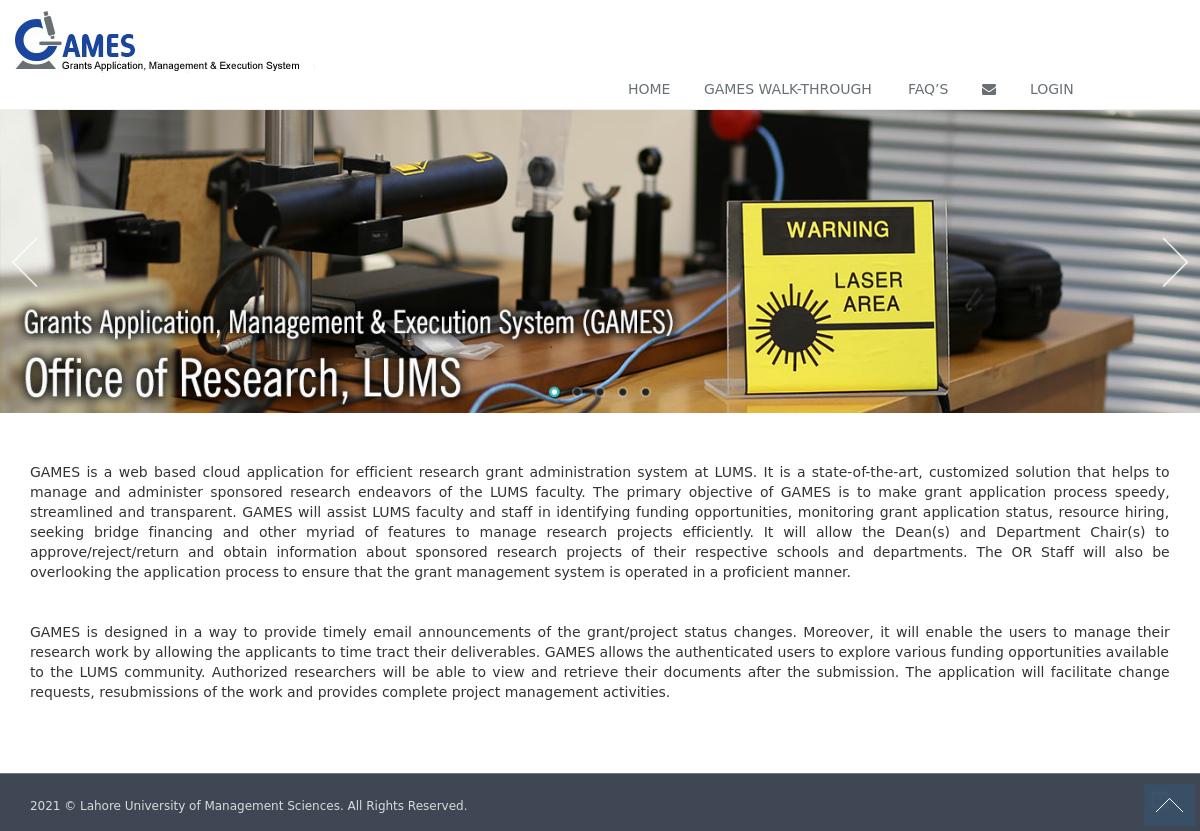 GAMES
Grants Application, Management & Execution System
HOME GAMES WALK-THROUGH FAQ’S LOGIN
WARNING
LASER
AREA
Grants Application, Management & Execution System (GAMES)
Office of Research, LUMS
GAMES is a web based cloud application for efficient research grant administration system at LUMS. It is a state-of-the-art, customized solution that helps to
manage and administer sponsored research endeavors of the LUMS faculty. The primary objective of GAMES is to make grant application process speedy,
streamlined and transparent. GAMES will assist LUMS faculty and staff in identifying funding opportunities, monitoring grant application status, resource hiring,
seeking bridge financing and other myriad of features to manage research projects efficiently. It will allow the Dean(s) and Department Chair(s) to
approve/reject/return and obtain information about sponsored research projects of their respective schools and departments. The OR Staff will also be
overlooking the application process to ensure that the grant management system is operated in a proficient manner.
GAMES is designed in a way to provide timely email announcements of the grant/project status changes. Moreover, it will enable the users to manage their
research work by allowing the applicants to time tract their deliverables. GAMES allows the authenticated users to explore various funding opportunities available
to the LUMS community. Authorized researchers will be able to view and retrieve their documents after the submission. The application will facilitate change
requests, resubmissions of the work and provides complete project management activities.
2021 © Lahore University of Management Sciences. All Rights Reserved.